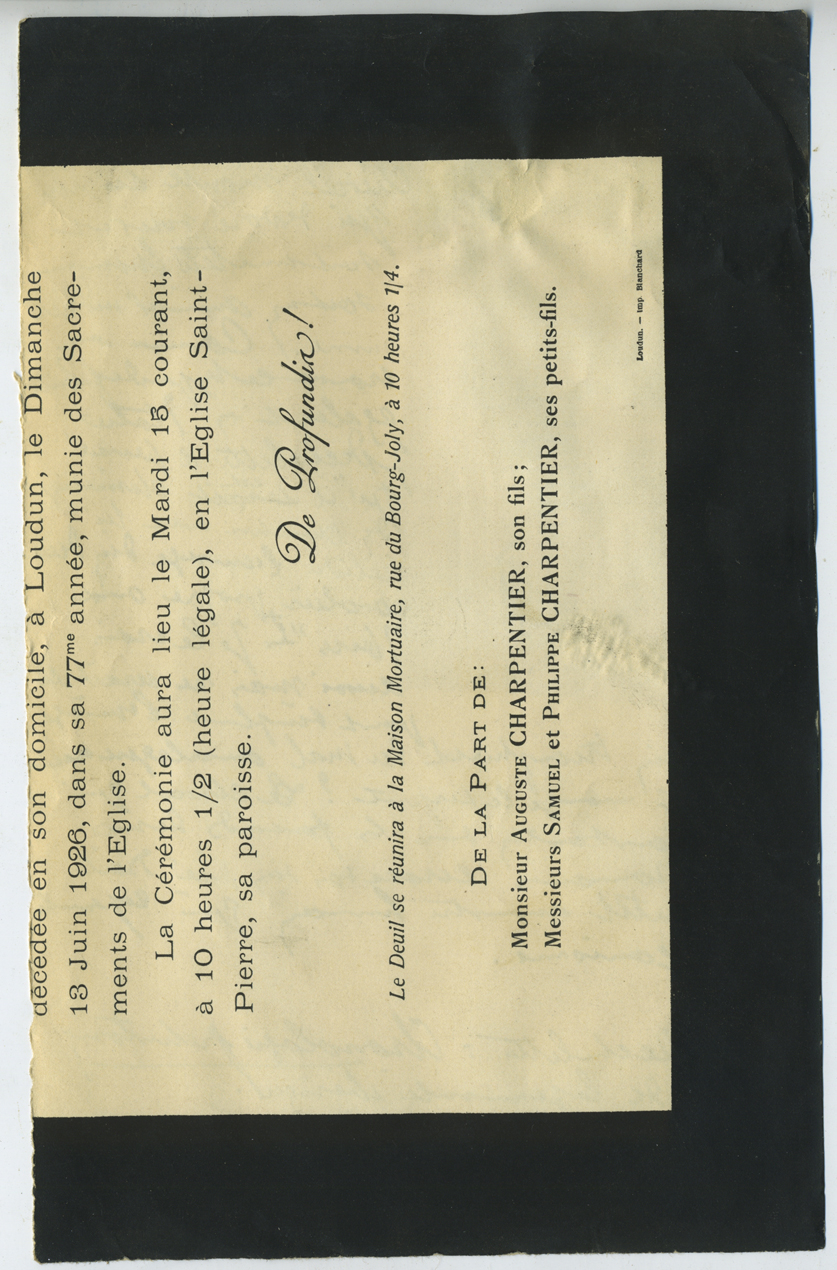 décédée en son domicile, à Loudun, le Dimanche
13 Juin 1926, dans sa 77me année, munie des Sacre-
ments de l'Eglise.
La Cérémonie aura lieu le Mardi 15 courant,
à 10 heures 1/2 (heure légale), en l'Eglise Saint-
Pierre, sa paroisse.
De Profundis!
Le Deuil se réunira à la Maison Mortuaire, rue du Bourg-Joly, à 10 heures 1/4.
DE LA PART DE:
Monsieur AUGUSTE CHARPENTIER, son fils;
Messieurs SAMUEL et PHILIPPE CHARPENTIER, ses petits-fils.
Loudun. — Imp Blanchard